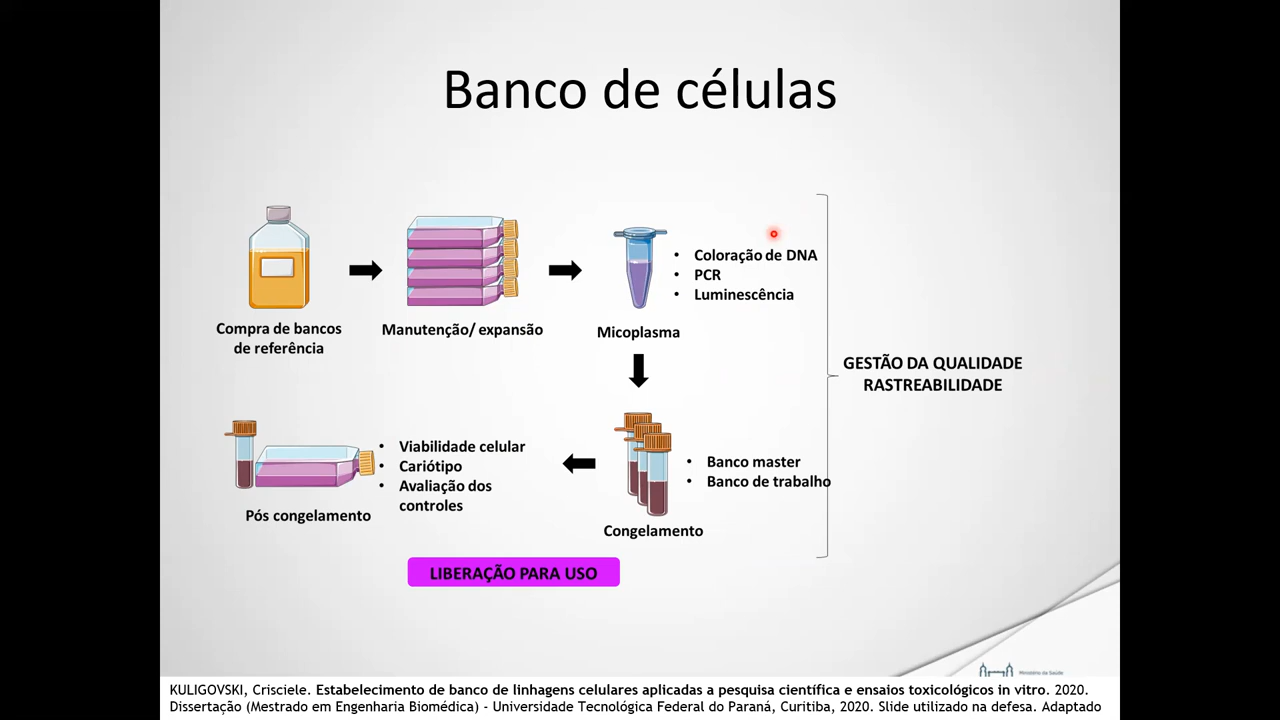 Banco de células
Compra de bancos
de referência
Manutenção/ expansão
Micoplasma
• Coloração de DNA
• PCR
• Luminescência
GESTÃO DA QUALIDADE
RASTREABILIDADE
• Banco master
• Banco de trabalho
Congelamento
• Viabilidade celular
• Cariótipo
• Avaliação dos
controles
Pós congelamento
LIBERAÇÃO PARA USO
Ministério da Saúde
KULIGOVSKI, Crisciele. Estabelecimento de banco de linhagens celulares aplicadas a pesquisa científica e ensaios toxicológicos in vitro. 2020.
Dissertação (Mestrado em Engenharia Biomédica) - Universidade Tecnológica Federal do Paraná, Curitiba, 2020. Slide utilizado na defesa. Adaptado